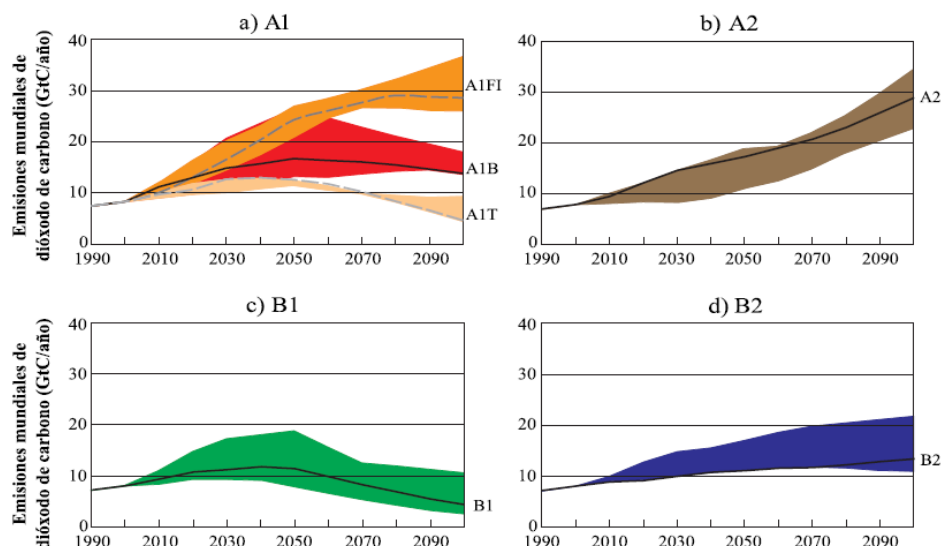 a) A1
Emisiones mundiales de
dióxodo de carbono (GtC/año)
40
30
20
10
0
1990 2010 2030 2050 2070 2090
A1FI
A1B
A1T
b) A2
40
30
20
10
0
1990 2010 2030 2050 2070 2090
A2
c) B1
Emisiones mundiales de
dióxodo de carbono (GtC/año)
40
30
20
10
0
1990 2010 2030 2050 2070 2090
B1
d) B2
40
30
20
10
0
1990 2010 2030 2050 2070 2090
B2